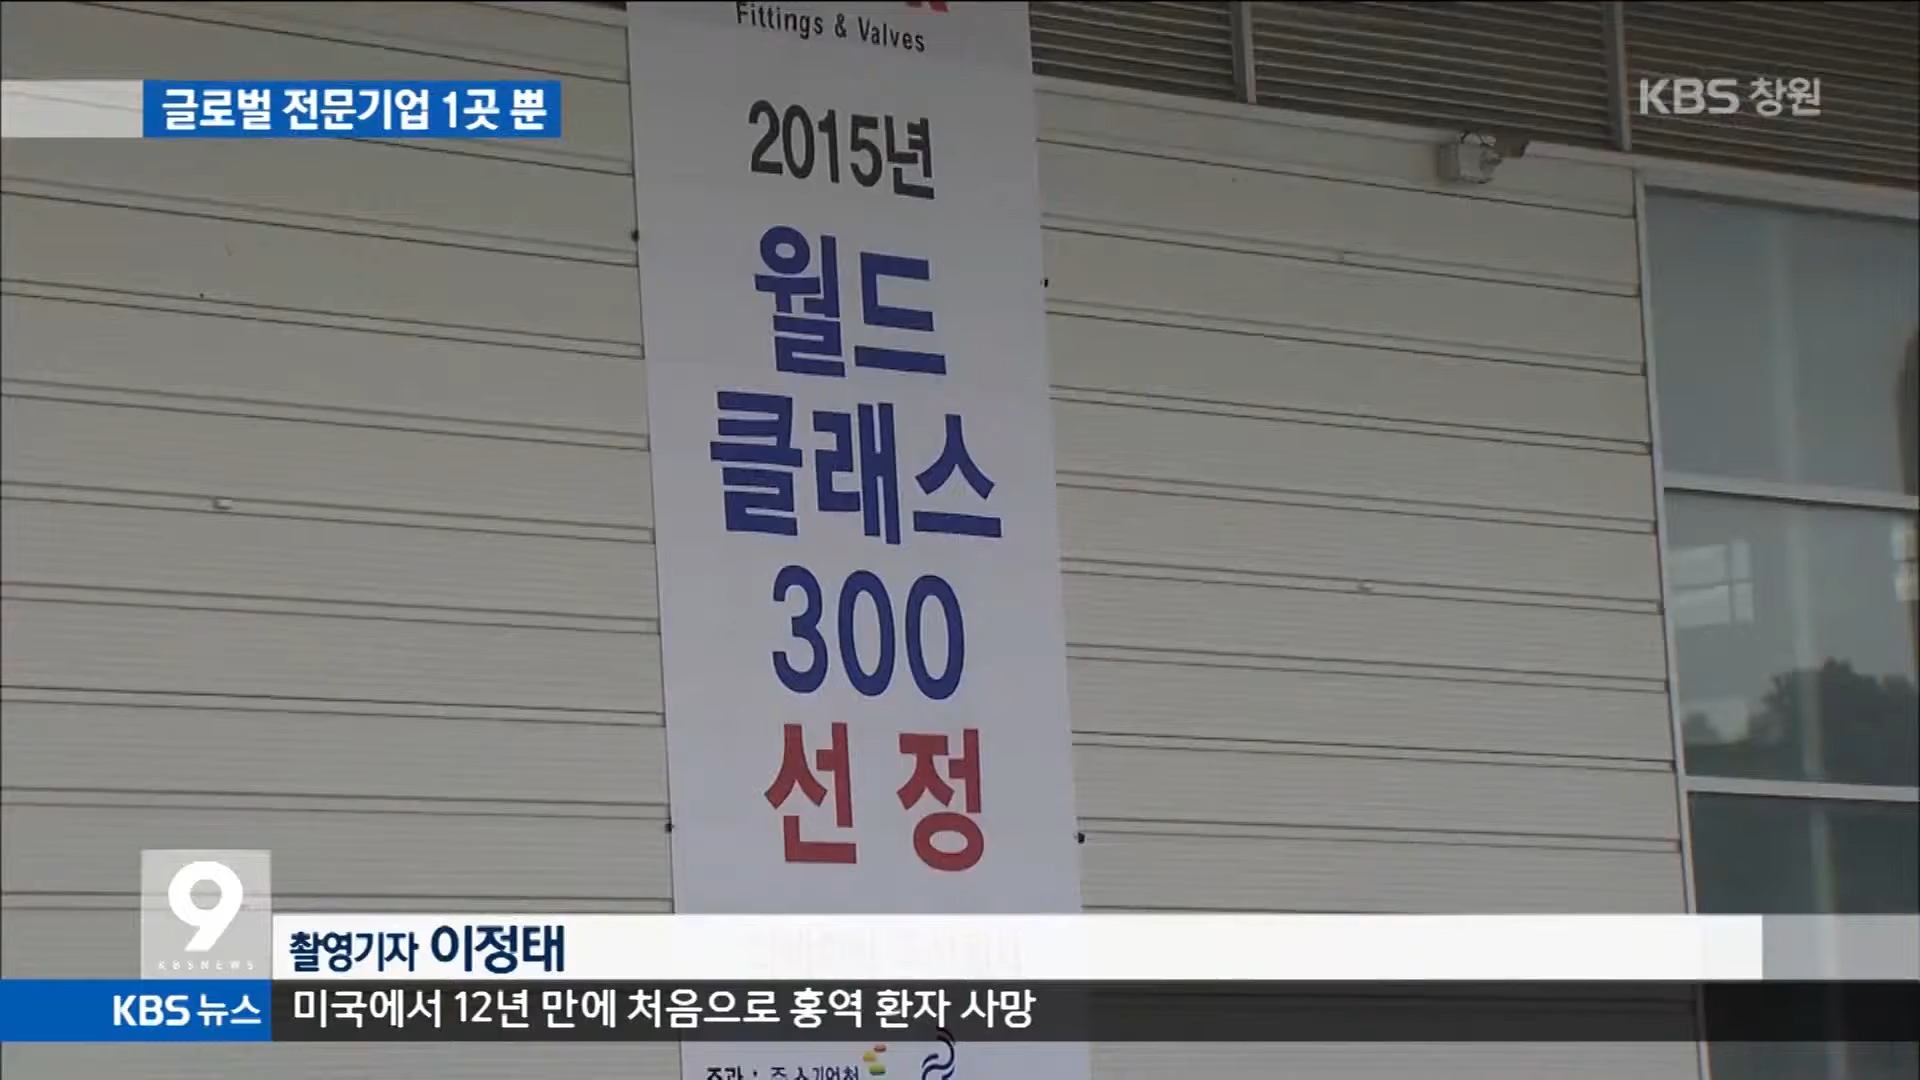 Fittings & Valves
글로벌 전문기업 1곳 뿐
KBS 창원
2015년
월드
클래스
300
선정
9
KBS NEWS
촬영기자 이정태
KBS 뉴스
미국에서 12년 만에 처음으로 홍역 환자 사망